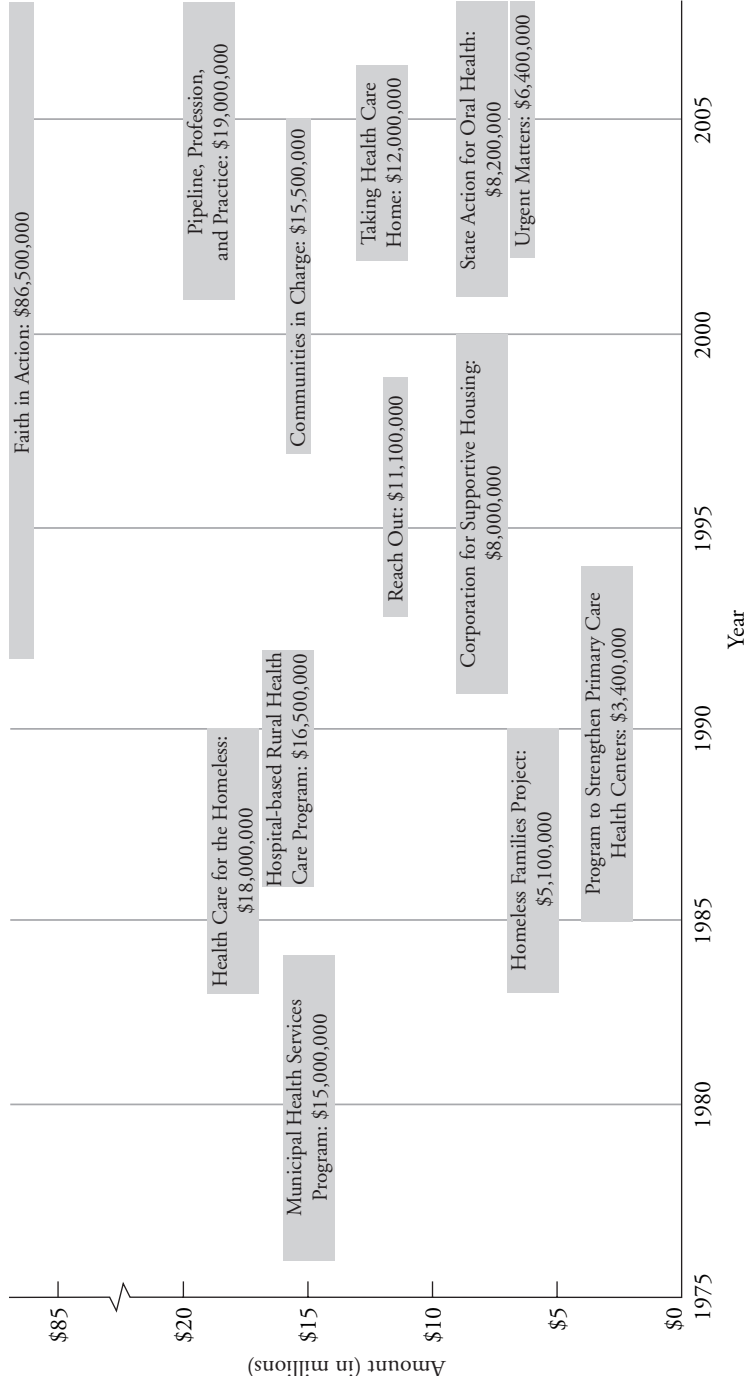 Faith in Action: $86,500,000
Pipeline, Profession,
and Practice: $19,000,000
Health Care for the Homeless:
$18,000,000
Hospital-based Rural Health
Care Program: $16,500,000
Communities in Charge: $15,500,000
Municipal Health Services
Program: $15,000,000
Taking Health Care
Home: $12,000,000
Reach Out: $11,100,000
Corporation for Supportive Housing:
$8,000,000
State Action for Oral Health:
$8,200,000
Urgent Matters: $6,400,000
Homeless Families Project:
$5,100,000
Program to Strengthen Primary Care
Health Centers: $3,400,000
Amount (in millions)
$85
$20
$15
$10
$5
$0
1975
1980
1985
1990
1995
2000
2005
Year